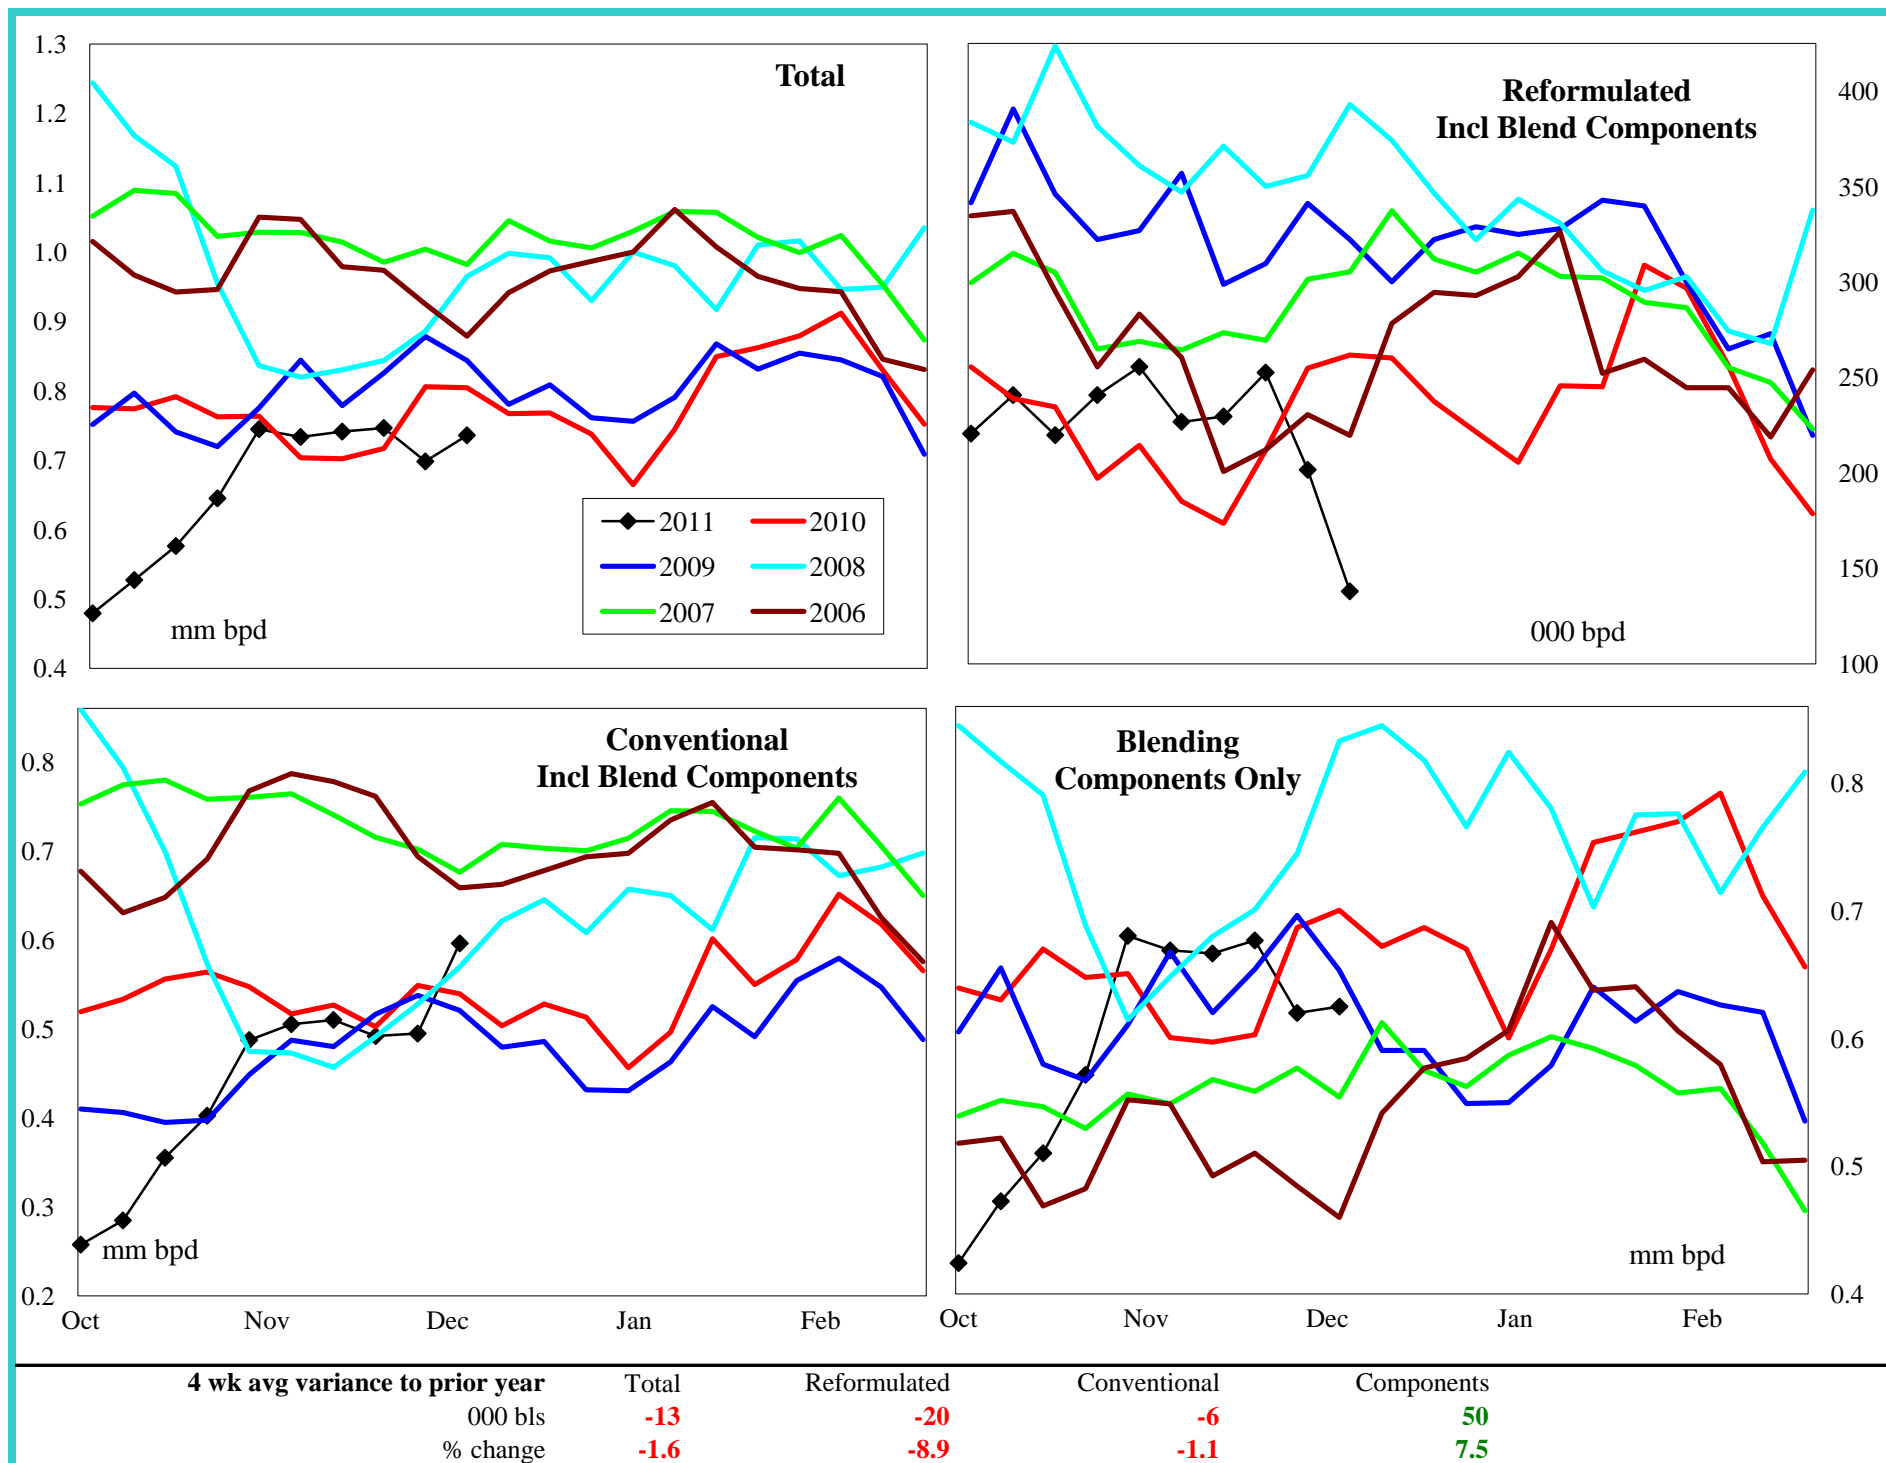 Total
1.3
1.2
1.1
1.0
0.9
0.8
0.7
0.6
0.5
0.4
mm bpd
2011
2010
2009
2008
2007
2006
Reformulated
Incl Blend Components
400
350
300
250
200
150
100
000 bpd
Conventional
Incl Blend Components
0.8
0.7
0.6
0.5
0.4
0.3
0.2
mm bpd
Oct Nov Dec Jan Feb
Blending
Components Only
0.8
0.7
0.6
0.5
0.4
mm bpd
Oct Nov Dec Jan Feb
4 wk avg variance to prior year Total Reformulated Conventional Components
000 bls -13 -20 -6 50
% change -1.6 -8.9 -1.1 7.5